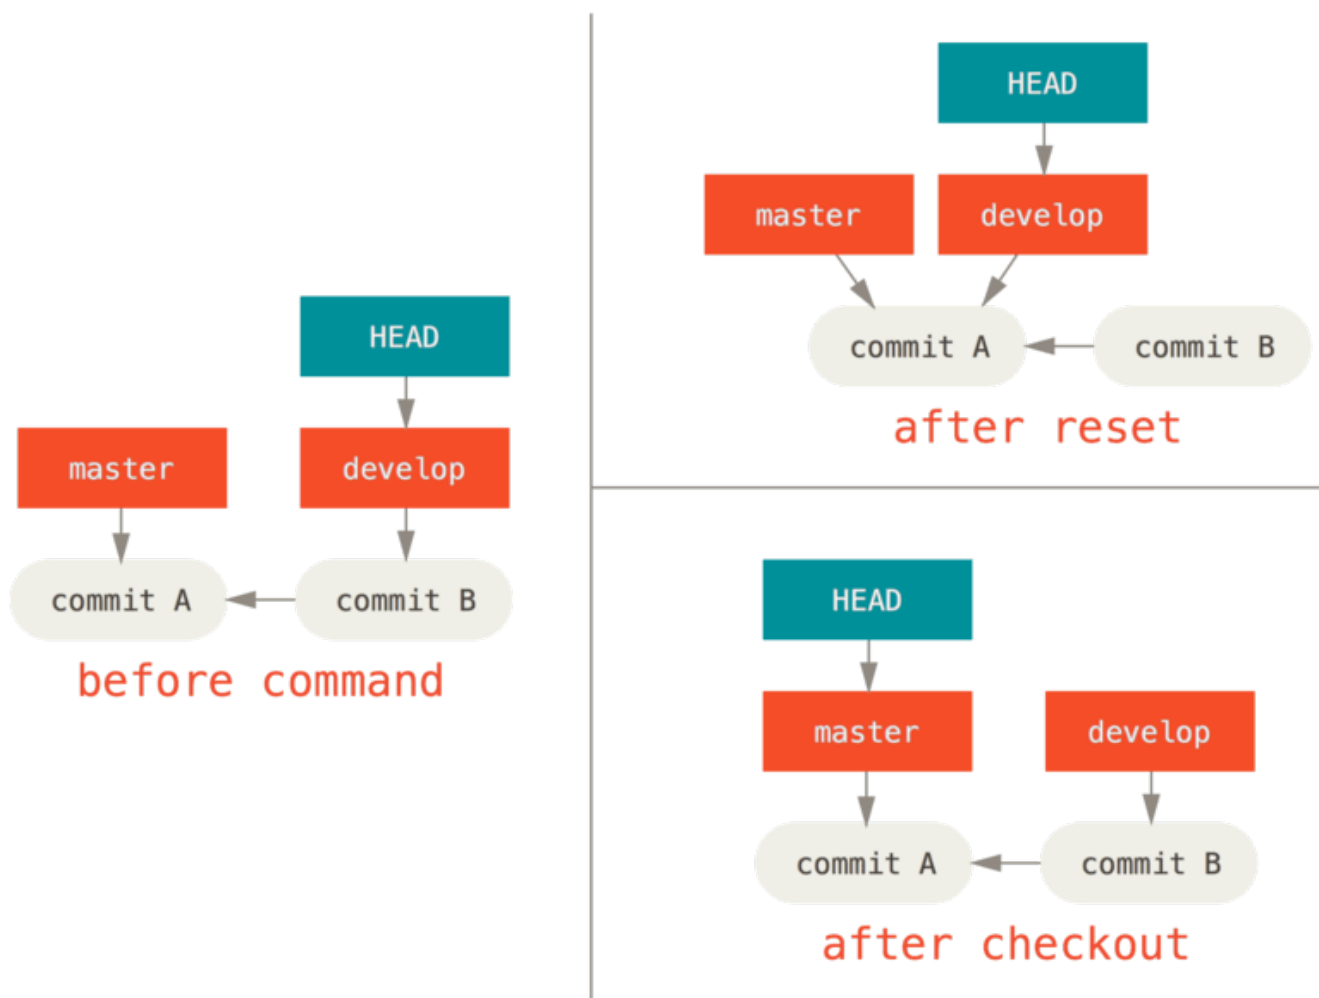 HEAD
master
develop
commit A
commit B
before command
HEAD
master
develop
commit A
commit B
after reset
HEAD
master
develop
commit A
commit B
after checkout